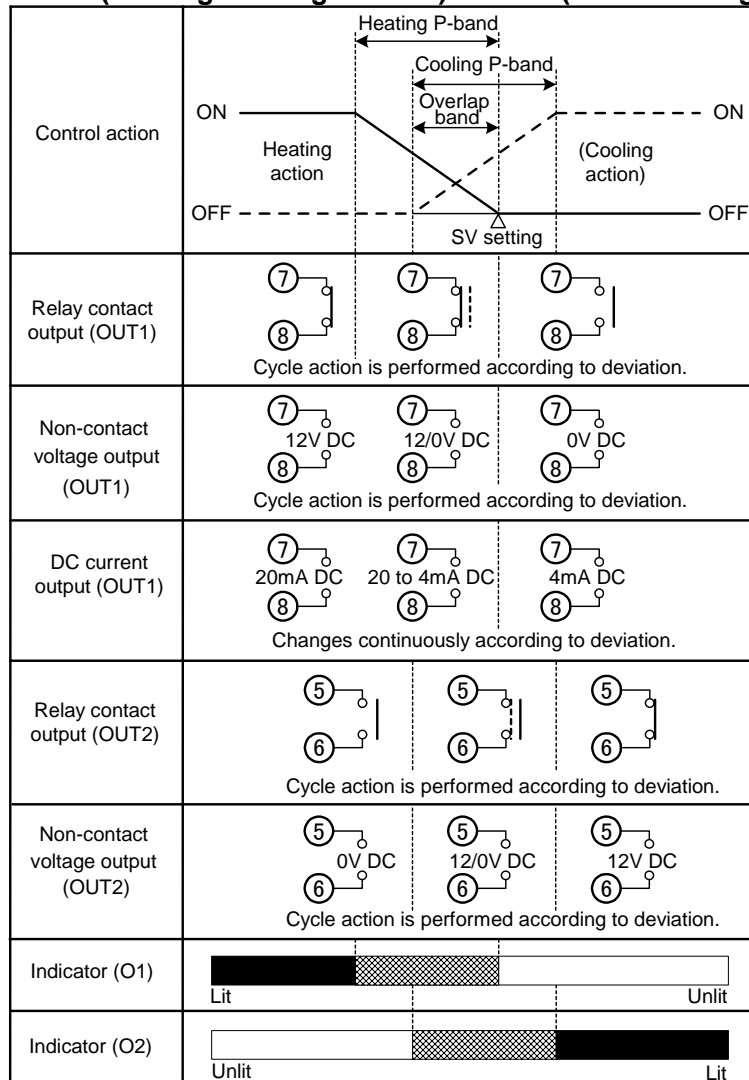 Heating P-band
Cooling P-band
Overlap
band
ON
ON
Control action
Heating
action
(Cooling
action)
OFF
OFF
SV setting
Relay contact
output (OUT1)
7 7 7
8 8 8
Cycle action is performed according to deviation.
Non-contact
voltage output
(OUT1)
7 7 7
12V DC 12/0V DC 0V DC
8 8 8
Cycle action is performed according to deviation.
DC current
output (OUT1)
7 7 7
20mA DC 20 to 4mA DC 4mA DC
8 8 8
Changes continuously according to deviation.
Relay contact
output (OUT2)
5 5 5
6 6 6
Cycle action is performed according to deviation.
Non-contact
voltage output
(OUT2)
5 5 5
0V DC 12/0V DC 12V DC
6 6 6
Cycle action is performed according to deviation.
Indicator (O1)
Lit Unlit
Indicator (O2)
Unlit Lit